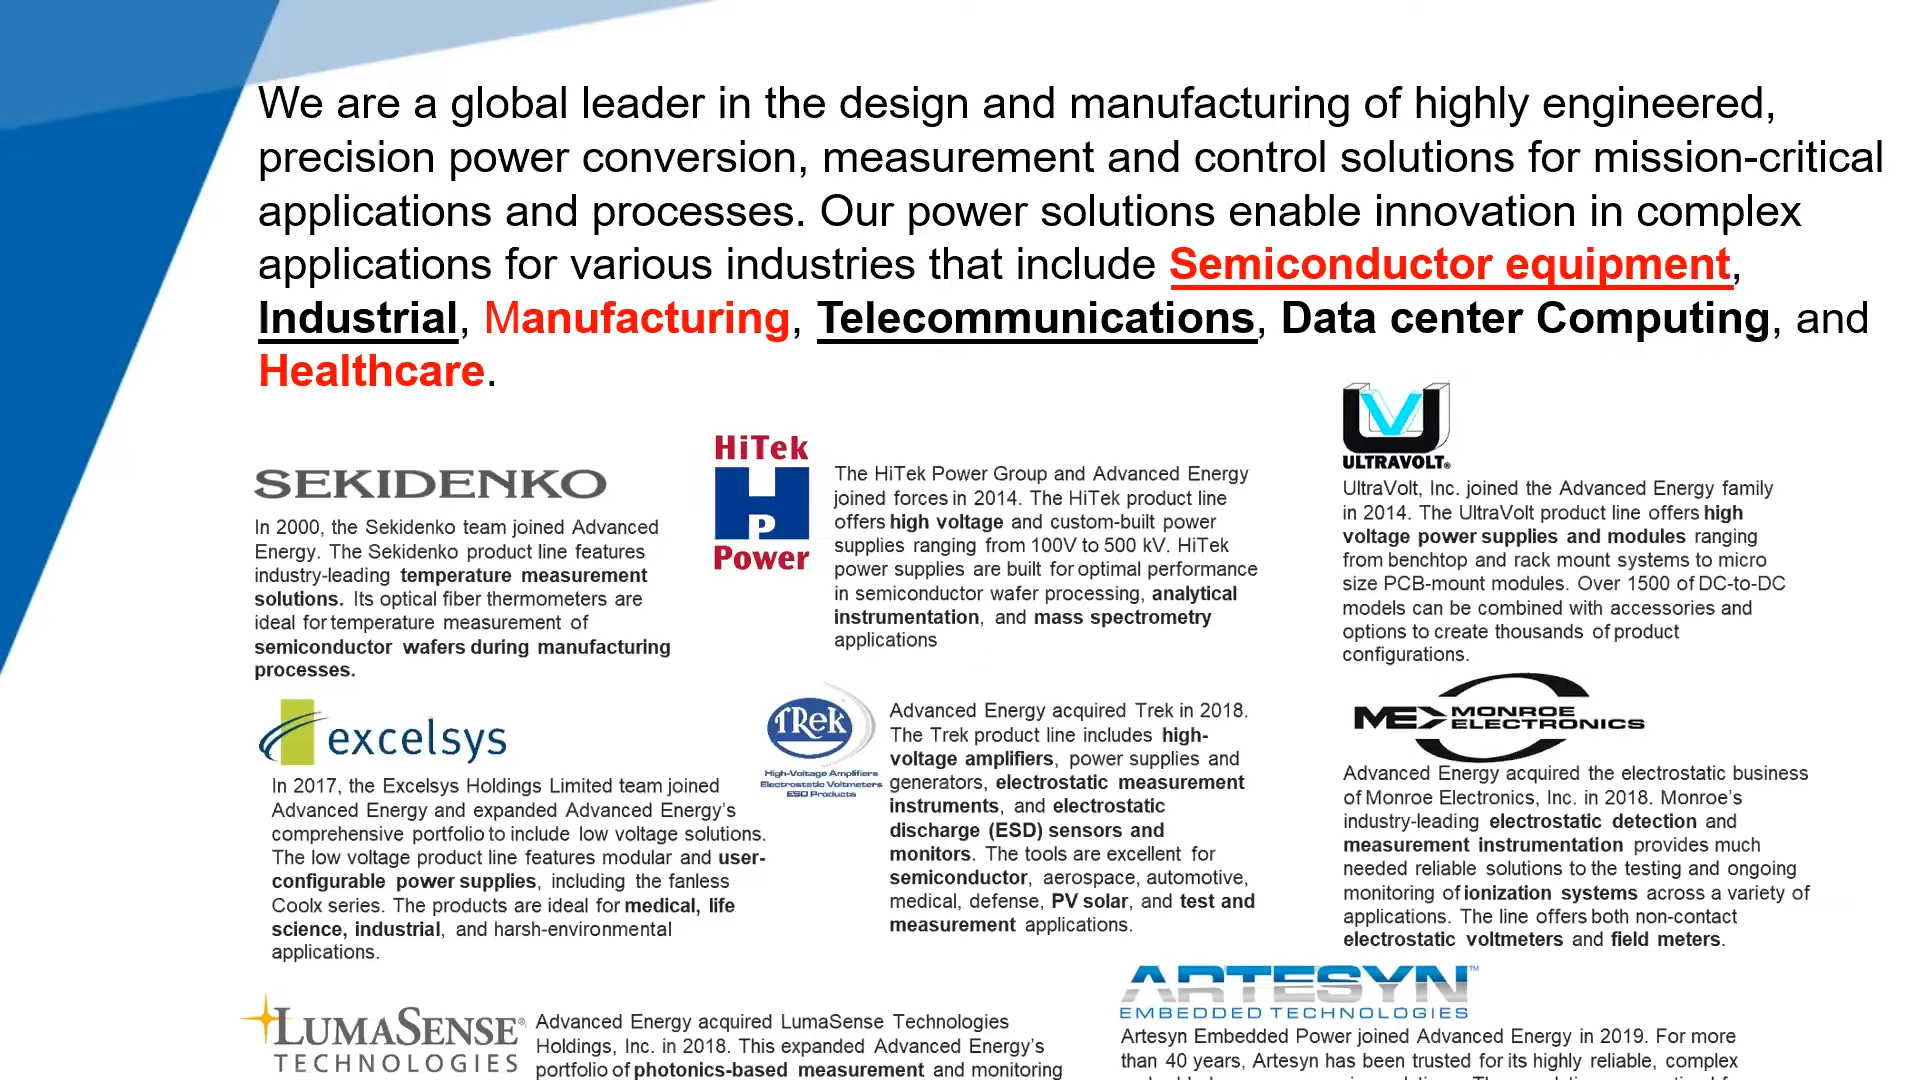 We are a global leader in the design and manufacturing of highly engineered,
precision power conversion, measurement and control solutions for mission-critical
applications and processes. Our power solutions enable innovation in complex
applications for various industries that include Semiconductor equipment,
Industrial, Manufacturing, Telecommunications, Data center Computing, and
Healthcare.
SEKIDENKO
In 2000, the Sekidenko team joined Advanced
Energy. The Sekidenko product line features
industry-leading temperature measurement
solutions. Its optical fiber thermometers are
ideal for temperature measurement of
semiconductor wafers during manufacturing
processes.
HiTek
HP
Power
The HiTek Power Group and Advanced Energy
joined forces in 2014. The HiTek product line
offers high voltage and custom-built power
supplies ranging from 100V to 500 kV. HiTek
power supplies are built for optimal performance
in semiconductor wafer processing, analytical
instrumentation, and mass spectrometry
applications
UV
ULTRAVOLT®
UltraVolt, Inc. joined the Advanced Energy family
in 2014. The UltraVolt product line offers high
voltage power supplies and modules ranging
from benchtop and rack mount systems to micro
size PCB-mount modules. Over 1500 of DC-to-DC
models can be combined with accessories and
options to create thousands of product
configurations.
excelsys
In 2017, the Excelsys Holdings Limited team joined
Advanced Energy and expanded Advanced Energy's
comprehensive portfolio to include low voltage solutions.
The low voltage product line features modular and user-
configurable power supplies, including the fanless
Coolx series. The products are ideal for medical, life
science, industrial, and harsh-environmental
applications.
TRek
High-Voltage Amplifiers
Electrostatic Voltmeters
ESD Products
Advanced Energy acquired Trek in 2018.
The Trek product line includes high-
voltage amplifiers, power supplies and
generators, electrostatic measurement
instruments, and electrostatic
discharge (ESD) sensors and
monitors. The tools are excellent for
semiconductor, aerospace, automotive,
medical, defense, PV solar, and test and
measurement applications.
ME MONROE
ELECTRONICS
Advanced Energy acquired the electrostatic business
of Monroe Electronics, Inc. in 2018. Monroe's
industry-leading electrostatic detection and
measurement instrumentation provides much
needed reliable solutions to the testing and ongoing
monitoring of ionization systems across a variety of
applications. The line offers both non-contact
electrostatic voltmeters and field meters.
LUMASENSE®
TECHNOLOGIES
Advanced Energy acquired LumaSense Technologies
Holdings, Inc. in 2018. This expanded Advanced Energy's
portfolio of photonics-based measurement and monitoring
ARTESYN™
EMBEDDED TECHNOLOGIES
Artesyn Embedded Power joined Advanced Energy in 2019. For more
than 40 years, Artesyn has been trusted for its highly reliable, complex